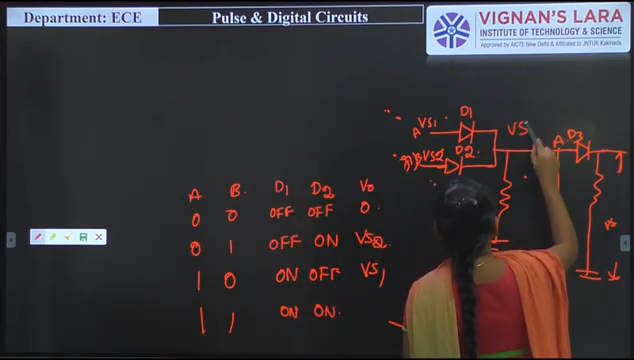 Department: ECE
Pulse & Digital Circuits
VIGNAN'S LARA
INSTITUTE OF TECHNOLOGY & SCIENCE
Approved by AICTE New Delhi & Affiliated to JNTUK Kakinada
A VS1 D1
VS2 D2
VS
A D3
A B D1 D2 Vo
0 0 OFF OFF 0
0 1 OFF ON VS2
1 0 ON OFF VS1
1 1 ON ON